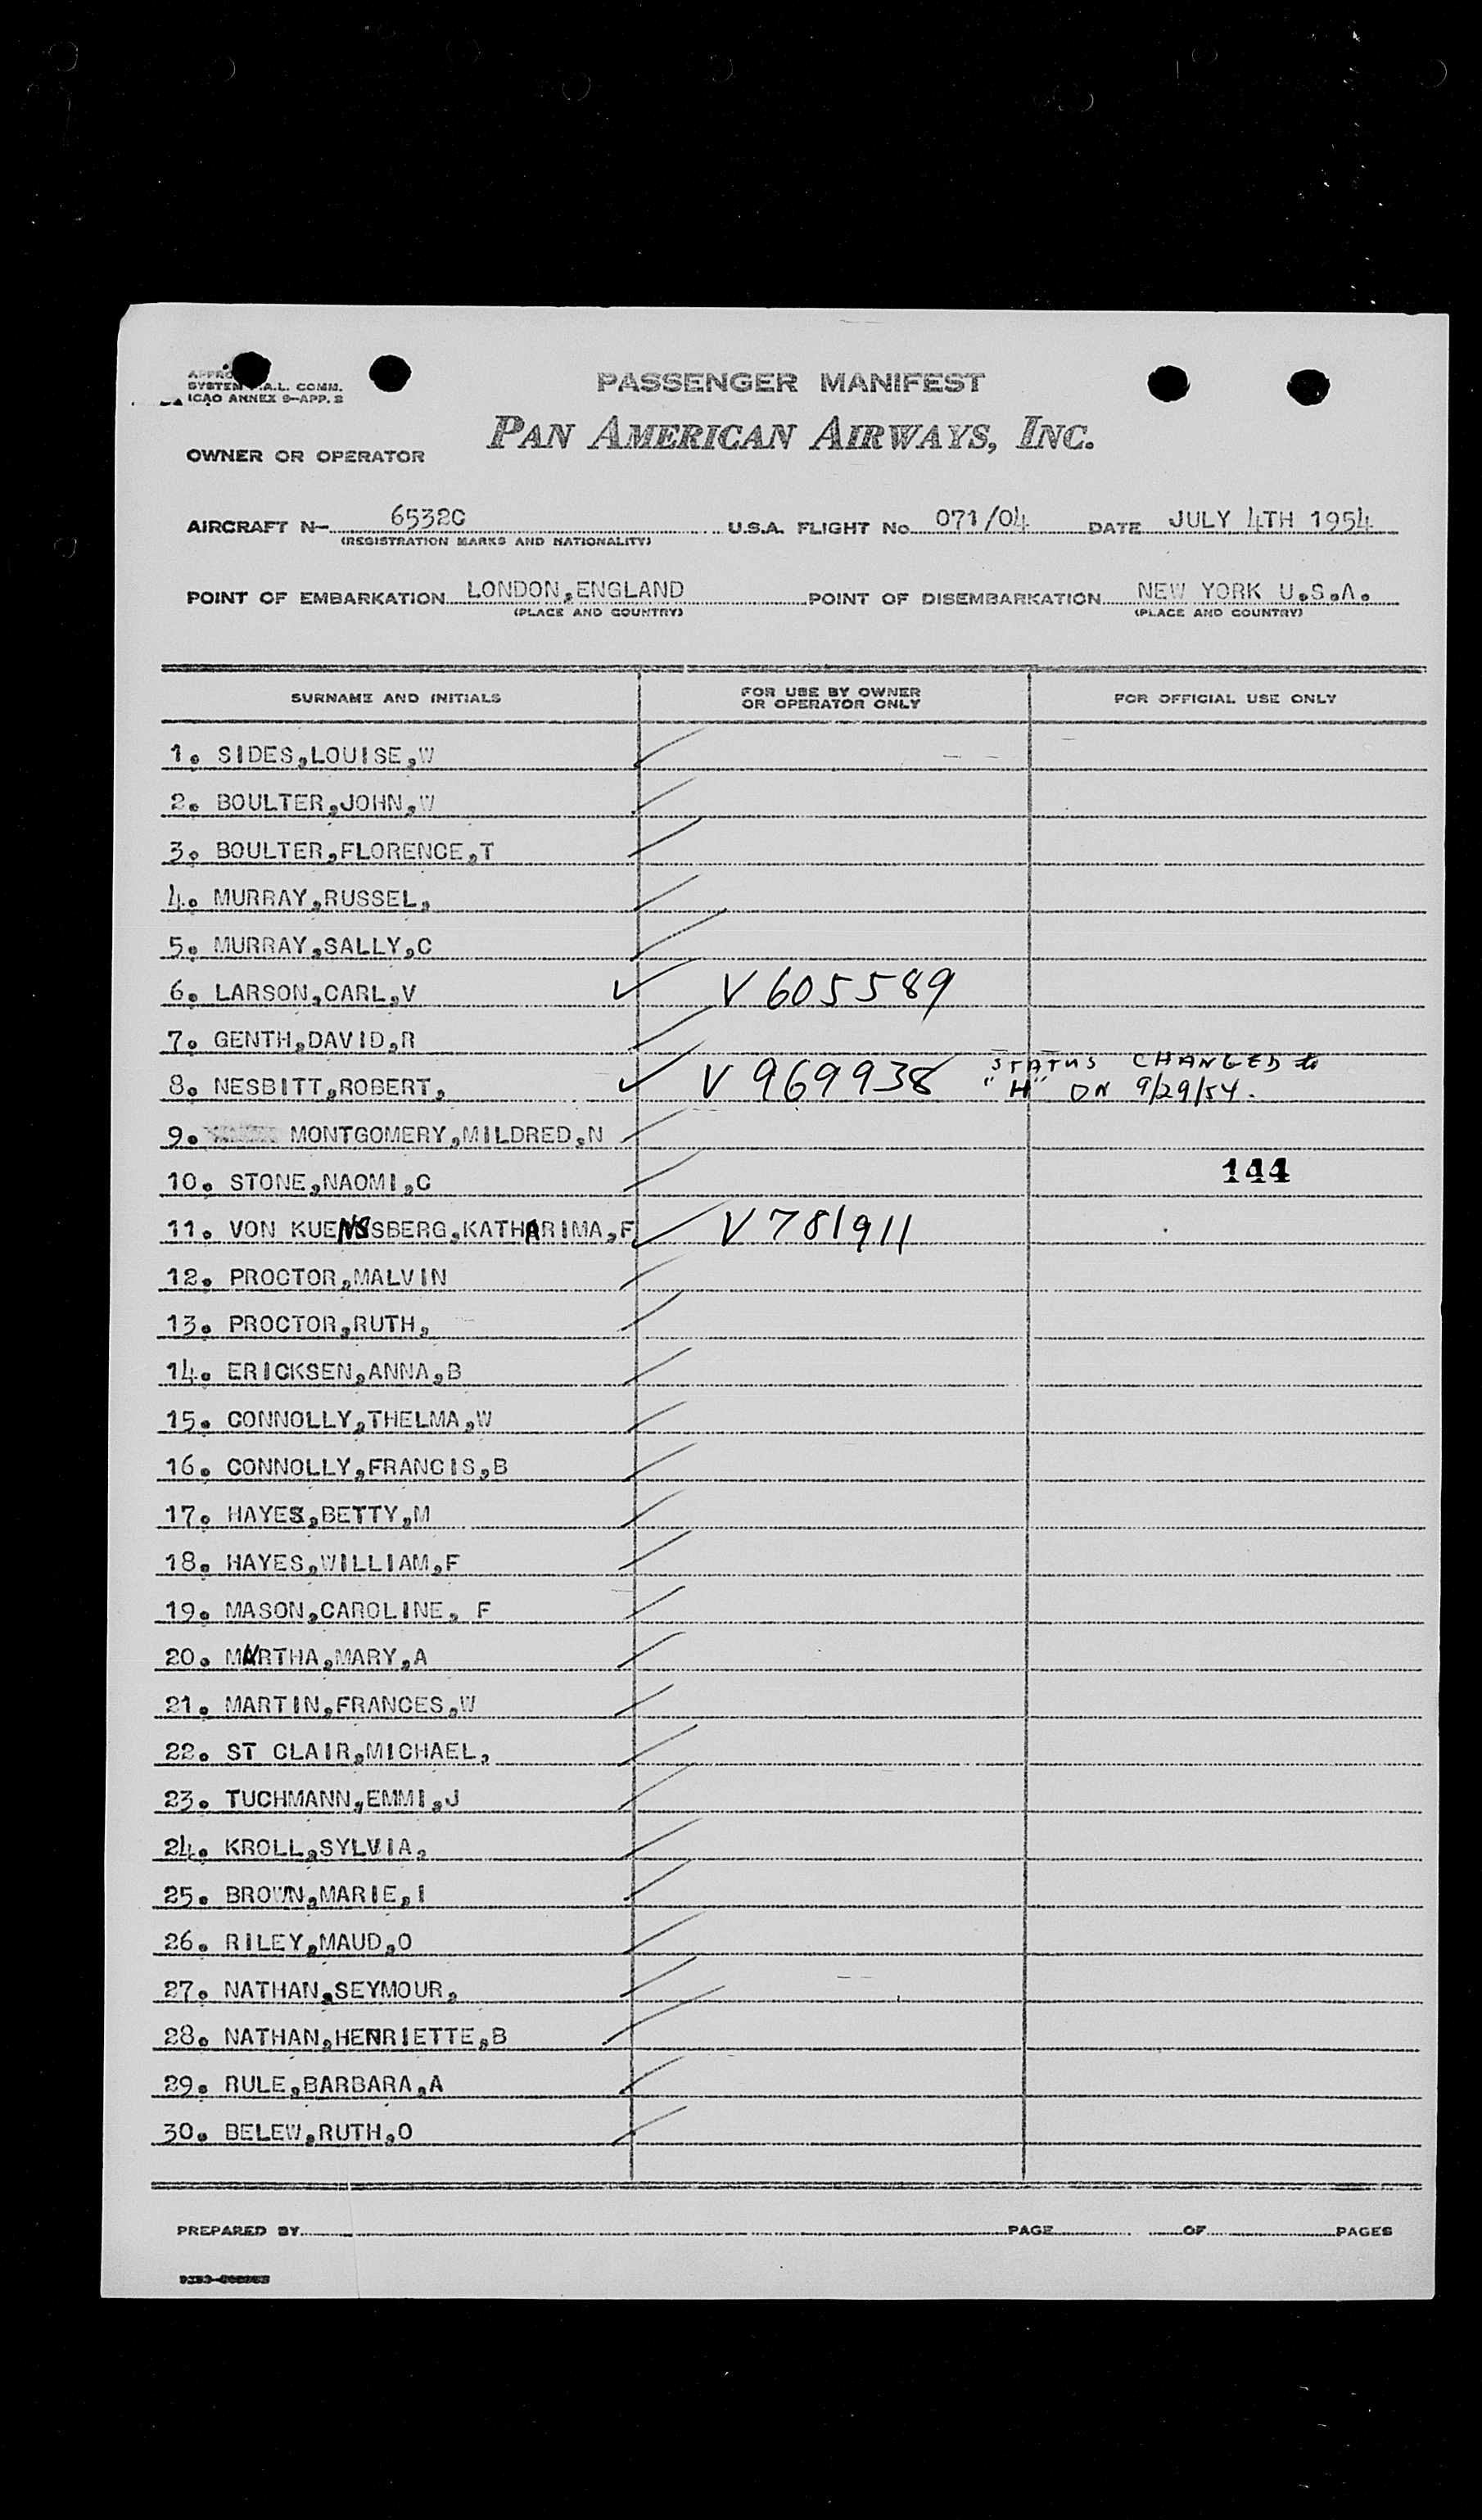 SYSTEM .A.L. COMM.
ICAO ANNEX 9-APP. 2
PASSENGER MANIFEST
PAN AMERICAN AIRWAYS, INC.
OWNER OR OPERATOR
AIRCRAFT N- 6532C U.S.A. FLIGHT No 071/04 DATE JULY 4TH 1954
(REGISTRATION MARKS AND NATIONALITY)
POINT OF EMBARKATION LONDON,ENGLAND POINT OF DISEMBARKATION NEW YORK U.S.A.
(PLACE AND COUNTRY) (PLACE AND COUNTRY)
SURNAME AND INITIALS
FOR USE BY OWNER
OR OPERATOR ONLY
FOR OFFICIAL USE ONLY
1. SIDES,LOUISE,W
2. BOULTER,JOHN,W
3. BOULTER,FLORENCE,T
4. MURRAY,RUSSEL,
5. MURRAY,SALLY,C
6. LARSON,CARL,V V605589
7. GENTH,DAVID,R
8. NESBITT,ROBERT, V969938 STATUS CHANGED to
"H" ON 9/29/54.
9. MONTGOMERY,MILDRED,N
10. STONE,NAOMI,C 144
11. VON KUENSSBERG,KATHARIMA,F V781911
12. PROCTOR,MALVIN
13. PROCTOR,RUTH,
14. ERICKSEN,ANNA,B
15. CONNOLLY,THELMA,W
16. CONNOLLY,FRANCIS,B
17. HAYES,BETTY,M
18. HAYES,WILLIAM,F
19. MASON,CAROLINE, F
20. MARTHA,MARY,A
21. MARTIN,FRANCES,W
22. ST CLAIR,MICHAEL,
23. TUCHMANN,EMMI,J
24. KROLL,SYLVIA,
25. BROWN,MARIE,I
26. RILEY,MAUD,O
27. NATHAN,SEYMOUR,
28. NATHAN,HENRIETTE,B
29. RULE,BARBARA,A
30. BELEW,RUTH,O
PREPARED BY PAGE OF PAGES